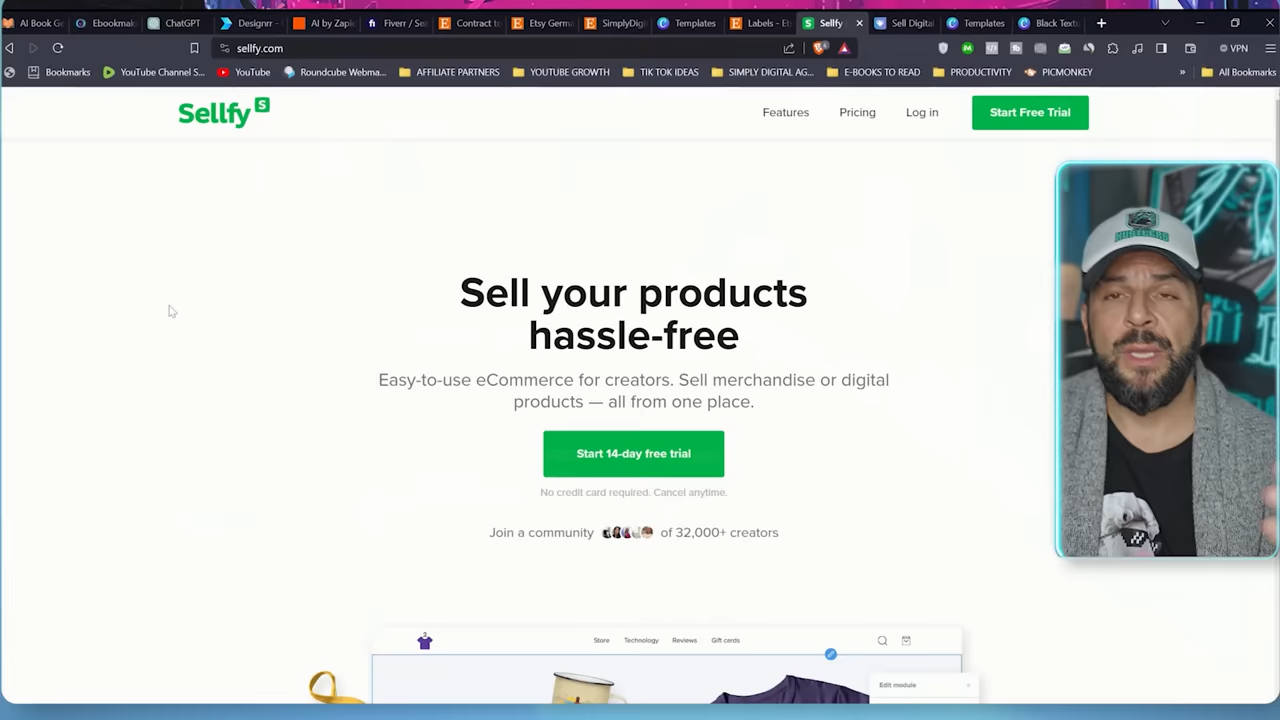 AI Book Ge
Ebookmak
ChatGPT
Designrr -
AI by Zapie
Fiverr / Sea
Contract te
Etsy Germa
SimplyDigi
Templates
Labels - Ets
Sellfy
Sell Digital
Templates
Black Textu
sellfy.com
VPN
Bookmarks
YouTube Channel S...
YouTube
Roundcube Webma...
AFFILIATE PARTNERS
YOUTUBE GROWTH
TIK TOK IDEAS
SIMPLY DIGITAL AG...
E-BOOKS TO READ
PRODUCTIVITY
PICMONKEY
All Bookmarks
Sellfy S
Features
Pricing
Log in
Start Free Trial
Sell your products
hassle-free
Easy-to-use eCommerce for creators. Sell merchandise or digital
products — all from one place.
Start 14-day free trial
No credit card required. Cancel anytime.
Join a community of 32,000+ creators
Store
Technology
Reviews
Gift cards
Edit module